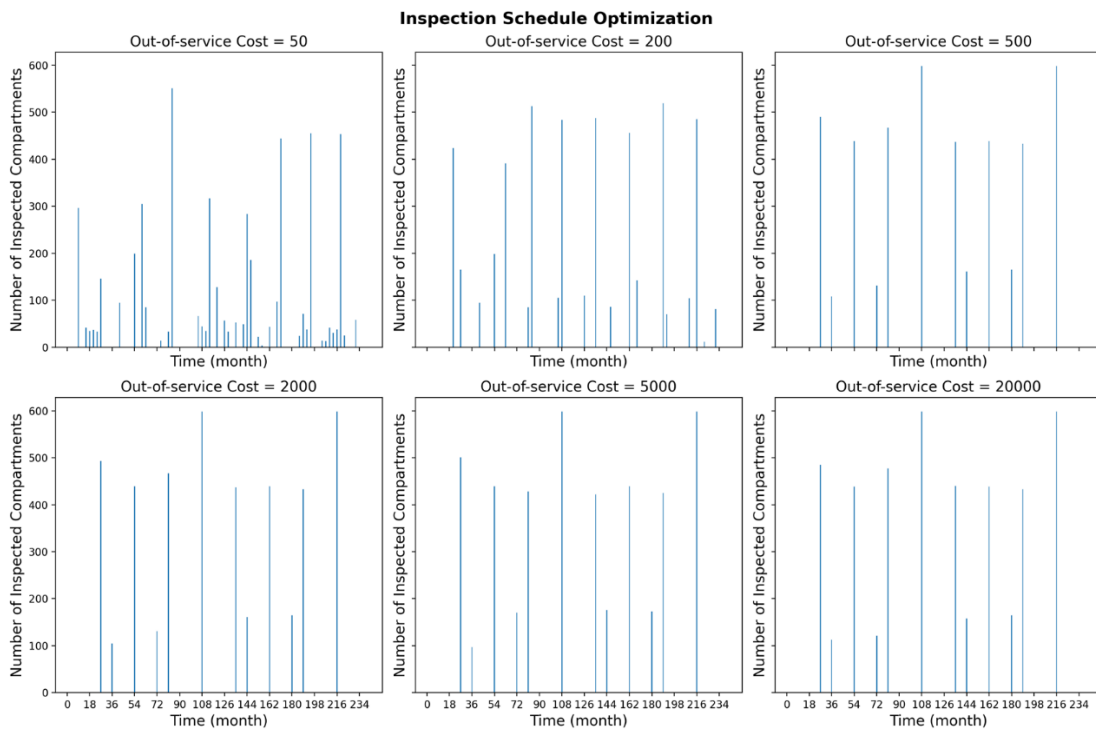 Inspection Schedule Optimization
Out-of-service Cost = 50
Out-of-service Cost = 200
Out-of-service Cost = 500
Number of Inspected Compartments
600
500
400
300
200
100
0
Time (month)
Number of Inspected Compartments
Time (month)
Number of Inspected Compartments
Time (month)
Out-of-service Cost = 2000
Out-of-service Cost = 5000
Out-of-service Cost = 20000
Number of Inspected Compartments
600
500
400
300
200
100
0
0 18 36 54 72 90 108 126 144 162 180 198 216 234
Time (month)
Number of Inspected Compartments
0 18 36 54 72 90 108 126 144 162 180 198 216 234
Time (month)
Number of Inspected Compartments
0 18 36 54 72 90 108 126 144 162 180 198 216 234
Time (month)